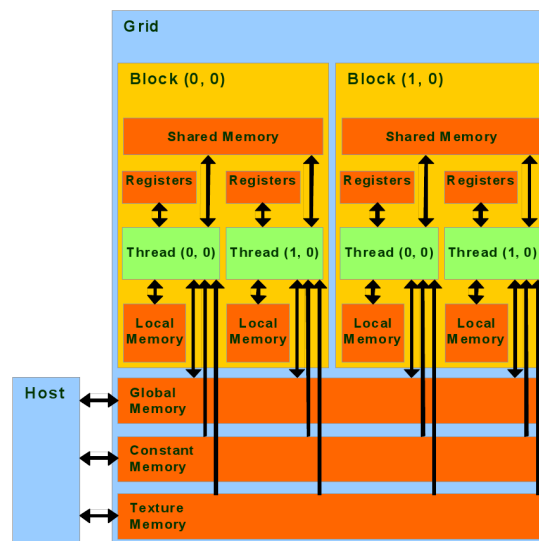 Grid
Block (0, 0)
Block (1, 0)
Shared Memory
Shared Memory
Registers
Registers
Registers
Registers
Thread (0, 0)
Thread (1, 0)
Thread (0, 0)
Thread (1, 0)
Local
Memory
Local
Memory
Local
Memory
Local
Memory
Host
Global
Memory
Constant
Memory
Texture
Memory